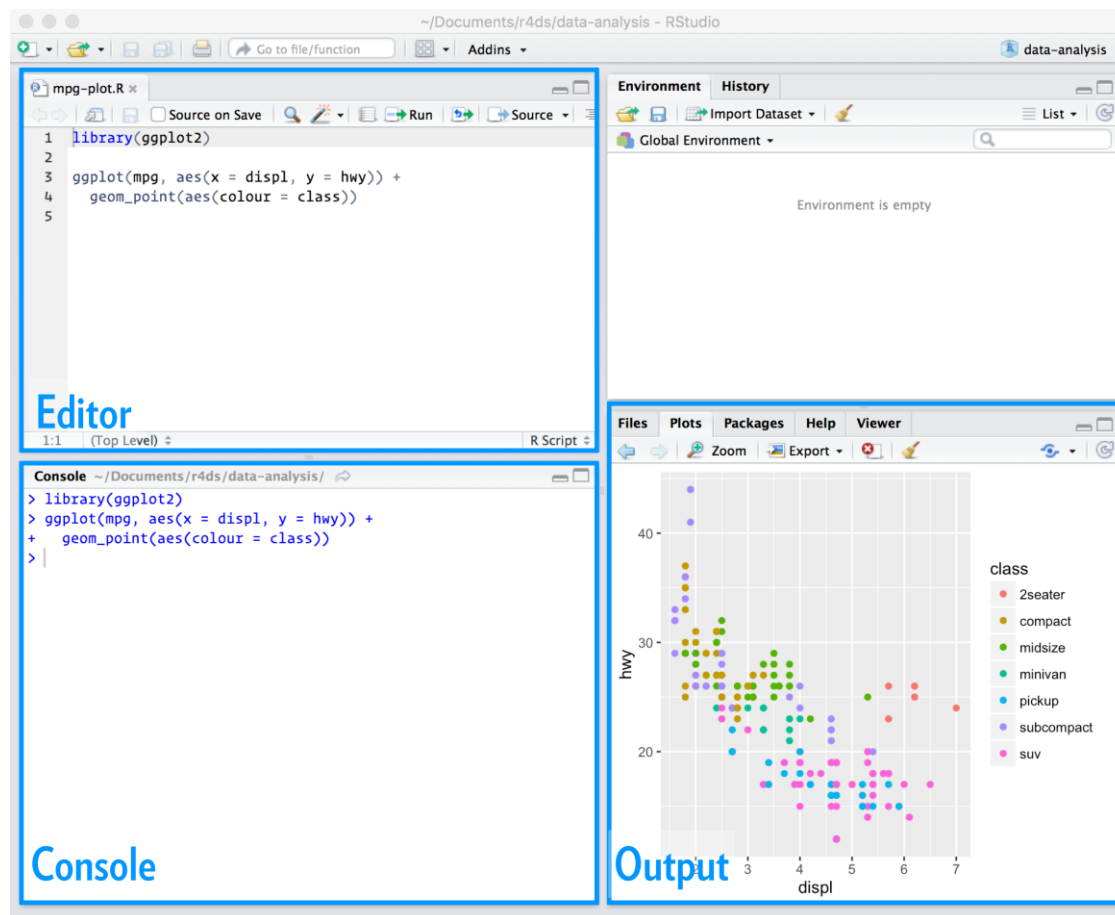 ~/Documents/r4ds/data-analysis - RStudio
Go to file/function Addins data-analysis
mpg-plot.R
Source on Save Run Source
1 library(ggplot2)
2
3 ggplot(mpg, aes(x = displ, y = hwy)) +
4 geom_point(aes(colour = class))
5
Editor
1:1 (Top Level) R Script
Console ~/Documents/r4ds/data-analysis/
> library(ggplot2)
> ggplot(mpg, aes(x = displ, y = hwy)) +
+ geom_point(aes(colour = class))
>
Console
Environment History
Import Dataset List
Global Environment
Environment is empty
Files Plots Packages Help Viewer
Zoom Export
40
30
20
hwy
class
2seater
compact
midsize
minivan
pickup
subcompact
suv
2 3 4 5 6 7
displ
Output